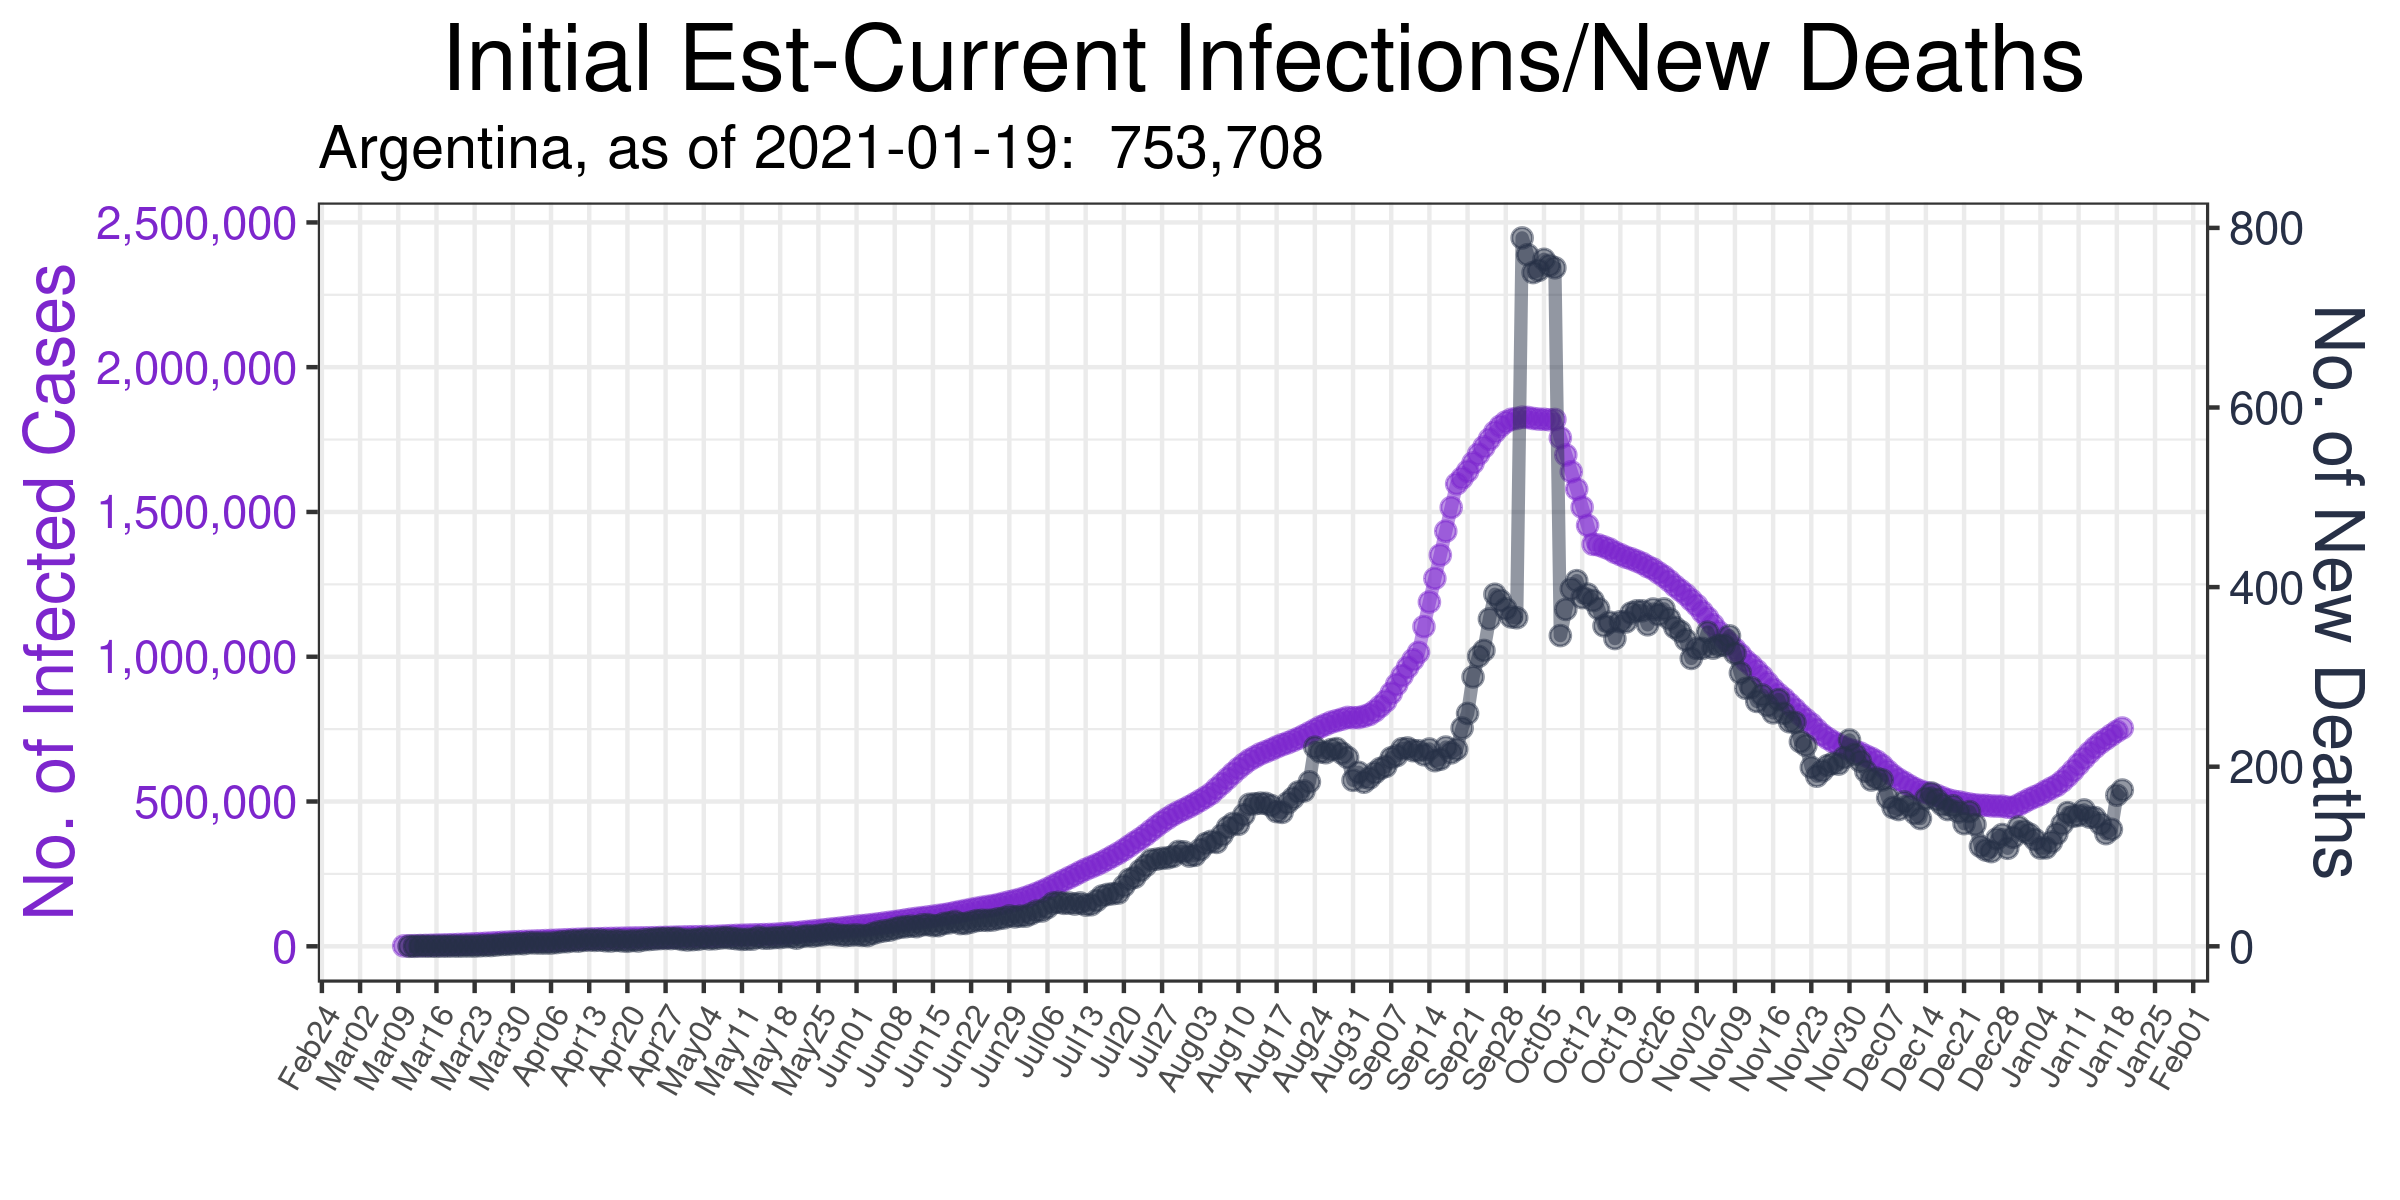 Initial Est-Current Infections/New Deaths
Argentina, as of 2021-01-19:  753,708
No. of Infected Cases
2,500,000
2,000,000
1,500,000
1,000,000
500,000
0
800
600
400
200
0
No. of New Deaths
Feb24
Mar02
Mar09
Mar16
Mar23
Mar30
Apr06
Apr13
Apr20
Apr27
May04
May11
May18
May25
Jun01
Jun08
Jun15
Jun22
Jun29
Jul06
Jul13
Jul20
Jul27
Aug03
Aug10
Aug17
Aug24
Aug31
Sep07
Sep14
Sep21
Sep28
Oct05
Oct12
Oct19
Oct26
Nov02
Nov09
Nov16
Nov23
Nov30
Dec07
Dec14
Dec21
Dec28
Jan04
Jan11
Jan18
Jan25
Feb01